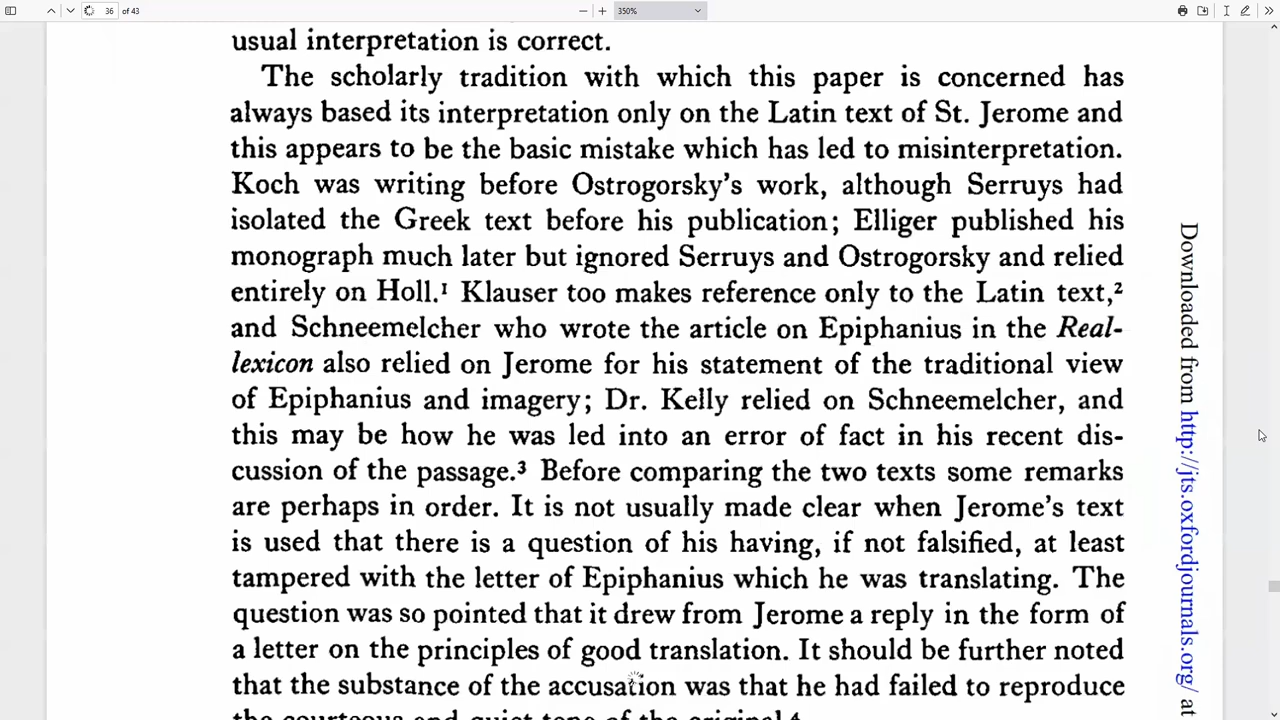 36 of 43
350%
usual interpretation is correct.
The scholarly tradition with which this paper is concerned has
always based its interpretation only on the Latin text of St. Jerome and
this appears to be the basic mistake which has led to misinterpretation.
Koch was writing before Ostrogorsky's work, although Serruys had
isolated the Greek text before his publication; Elliger published his
monograph much later but ignored Serruys and Ostrogorsky and relied
entirely on Holl.¹ Klauser too makes reference only to the Latin text,²
and Schneemelcher who wrote the article on Epiphanius in the Real-
lexicon also relied on Jerome for his statement of the traditional view
of Epiphanius and imagery; Dr. Kelly relied on Schneemelcher, and
this may be how he was led into an error of fact in his recent dis-
cussion of the passage.³ Before comparing the two texts some remarks
are perhaps in order. It is not usually made clear when Jerome's text
is used that there is a question of his having, if not falsified, at least
tampered with the letter of Epiphanius which he was translating. The
question was so pointed that it drew from Jerome a reply in the form of
a letter on the principles of good translation. It should be further noted
that the substance of the accusation was that he had failed to reproduce
the courteous and quiet tone of the original.⁴
Downloaded from http://jts.oxfordjournals.org/ at